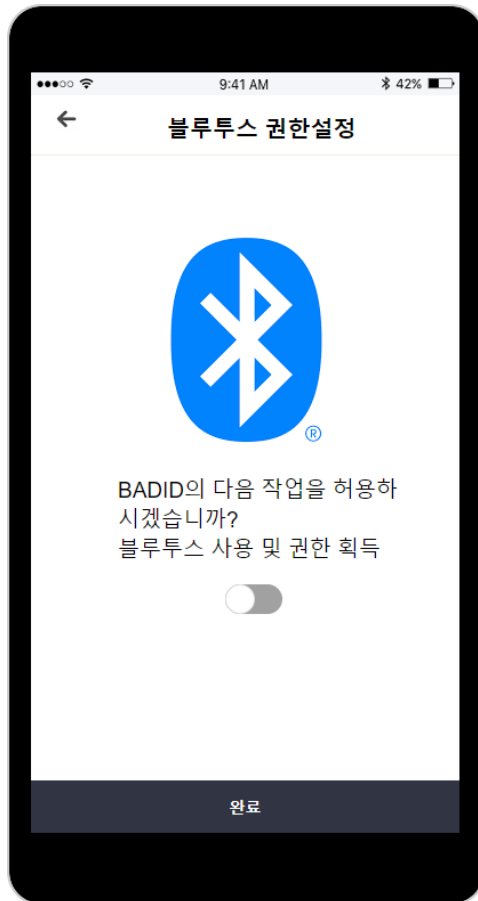 9:41 AM
42%
블루투스 권한설정
®
BADID의 다음 작업을 허용하
시겠습니까?
블루투스 사용 및 권한 획득
완료